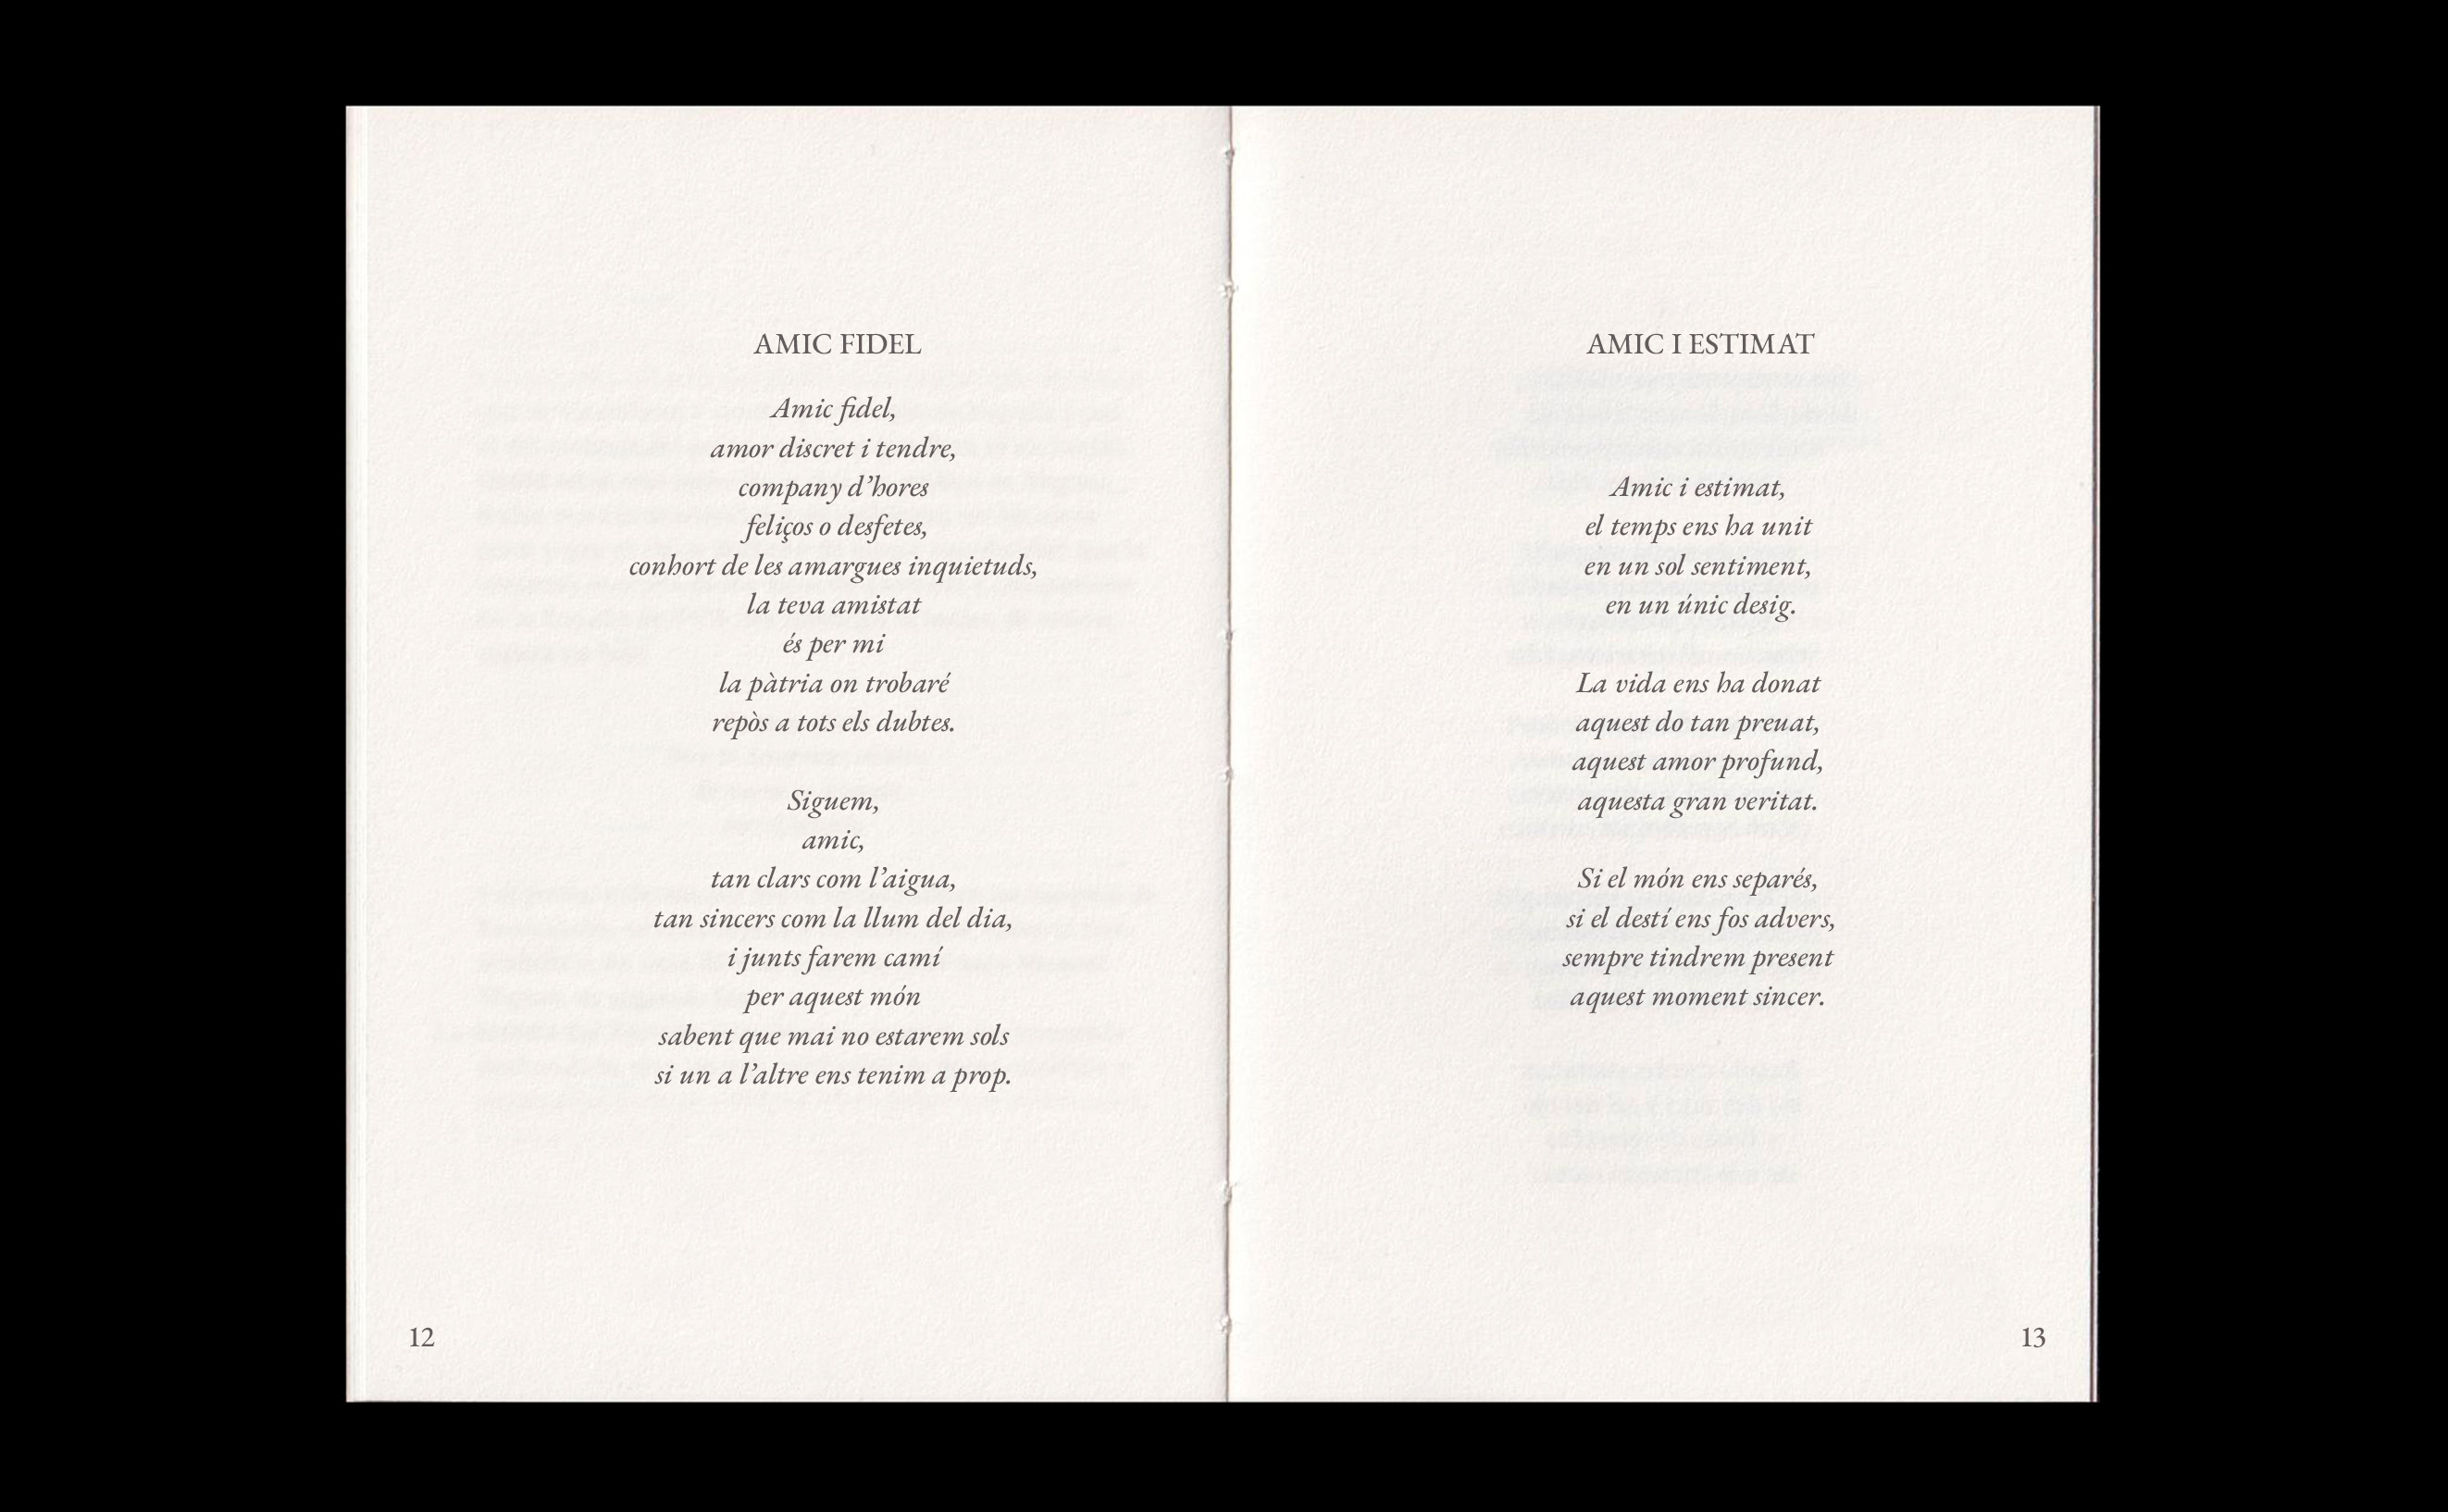 AMIC FIDEL
Amic fidel,
amor discret i tendre,
company d'hores
feliços o desfetes,
conhort de les amargues inquietuds,
la teva amistat
és per mi
la pàtria on trobaré
repòs a tots els dubtes.
Siguem,
amic,
tan clars com l'aigua,
tan sincers com la llum del dia,
i junts farem camí
per aquest món
sabent que mai no estarem sols
si un a l'altre ens tenim a prop.
12
AMIC I ESTIMAT
Amic i estimat,
el temps ens ha unit
en un sol sentiment,
en un únic desig.
La vida ens ha donat
aquest do tan preuat,
aquest amor profund,
aquesta gran veritat.
Si el món ens separés,
si el destí ens fos advers,
sempre tindrem present
aquest moment sincer.
13